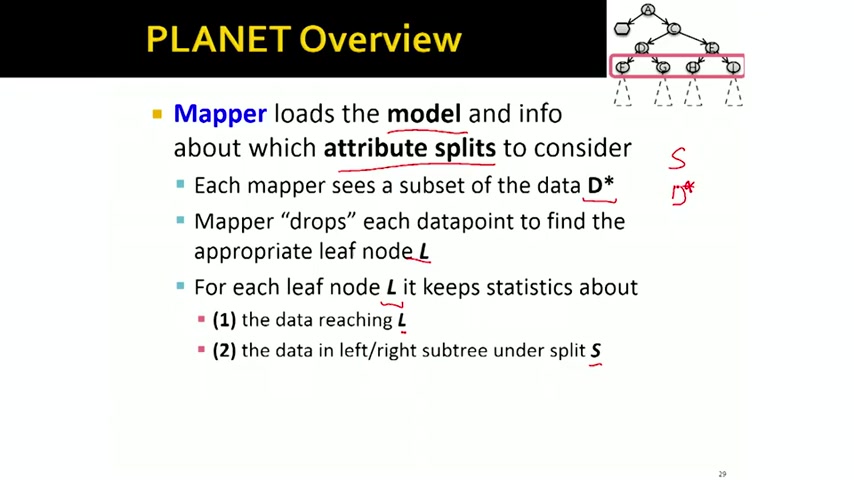 PLANET Overview
A
C
D E
F G H I
Mapper loads the model and info
about which attribute splits to consider
S
Each mapper sees a subset of the data D*
D*
Mapper “drops” each datapoint to find the
appropriate leaf node L
For each leaf node L it keeps statistics about
(1) the data reaching L
(2) the data in left/right subtree under split S
29